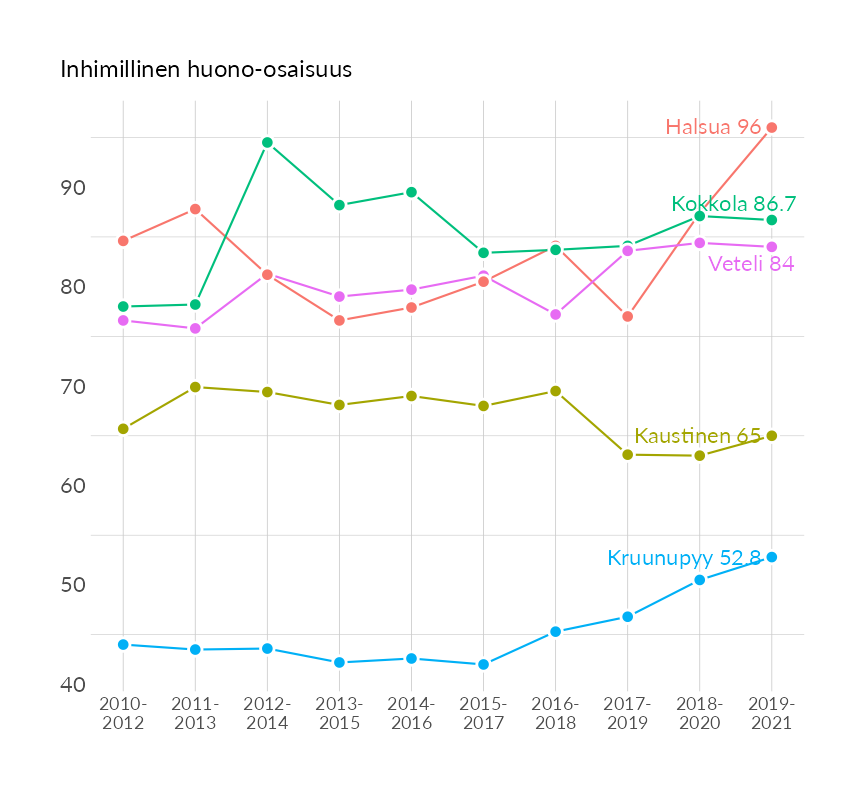 Inhimillinen huono-osaisuus
Halsua 96
90
Kokkola 86.7
Veteli 84
80
70
Kaustinen 65
60
Kruunupyy 52.8
50
40
2010- 2011- 2012- 2013- 2014- 2015- 2016- 2017- 2018- 2019-
2012 2013 2014 2015 2016 2017 2018 2019 2020 2021